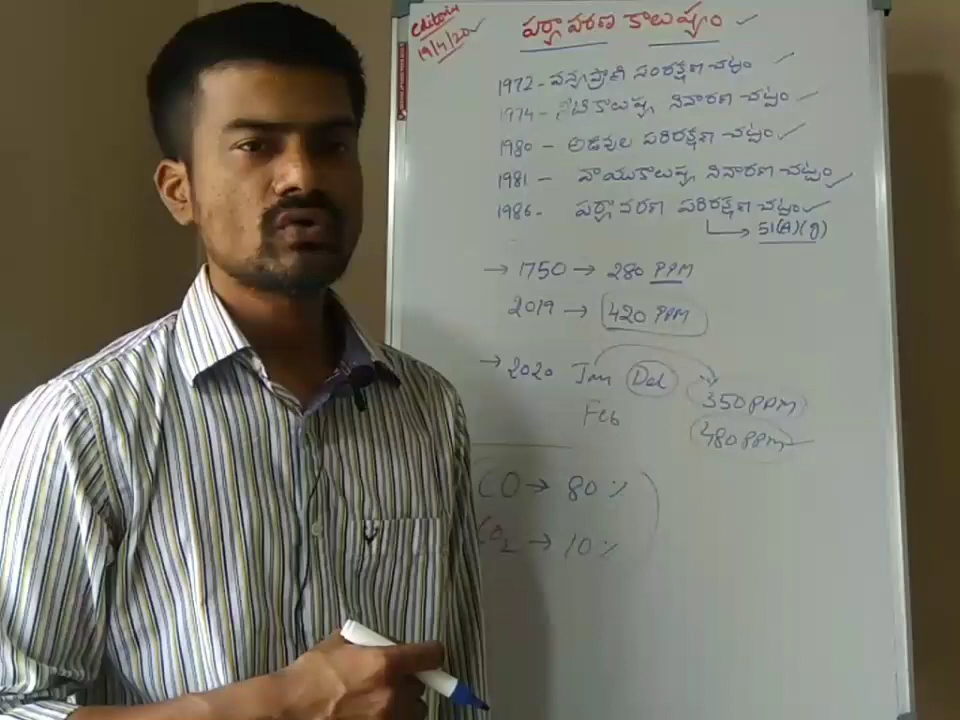 Editorial
19/4/20
పర్యావరణ కాలుష్యం
1972 - వన్యప్రాణి సంరక్షణ చట్టం
1974 - నీటి కాలుష్య నివారణ చట్టం
1980 - అడవుల పరిరక్షణ చట్టం
1981 - వాయుకాలుష్య నివారణ చట్టం
1986 - పర్యావరణ పరిరక్షణ చట్టం
→ 51(A)(g)
→ 1750 → 280 PPM
2019 → 420 PPM
→ 2020 Jan Del 350 PPM
Feb 480 PPM
CO → 80 %
CO2 → 10 %